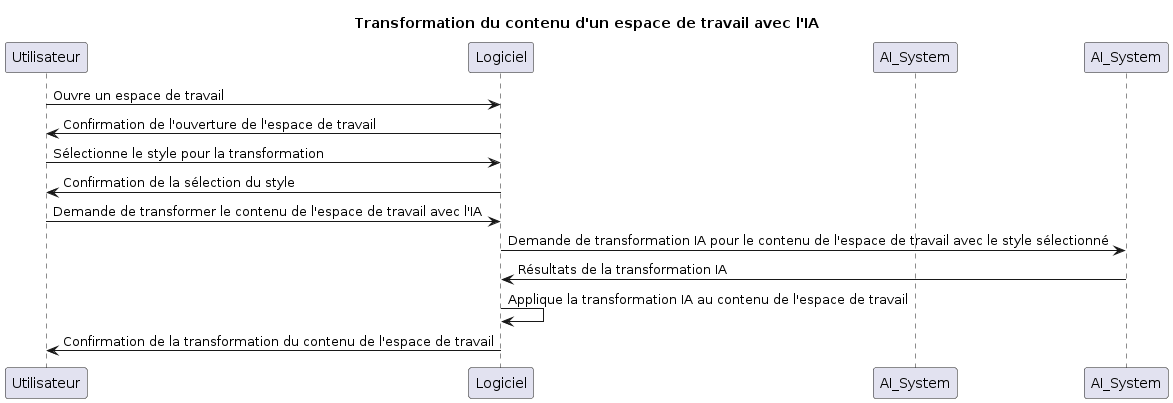 Transformation du contenu d'un espace de travail avec l'IA
Utilisateur
Logiciel
AI_System
AI_System
Ouvre un espace de travail
Confirmation de l'ouverture de l'espace de travail
Sélectionne le style pour la transformation
Confirmation de la sélection du style
Demande de transformer le contenu de l'espace de travail avec l'IA
Demande de transformation IA pour le contenu de l'espace de travail avec le style sélectionné
Résultats de la transformation IA
Applique la transformation IA au contenu de l'espace de travail
Confirmation de la transformation du contenu de l'espace de travail
Utilisateur
Logiciel
AI_System
AI_System